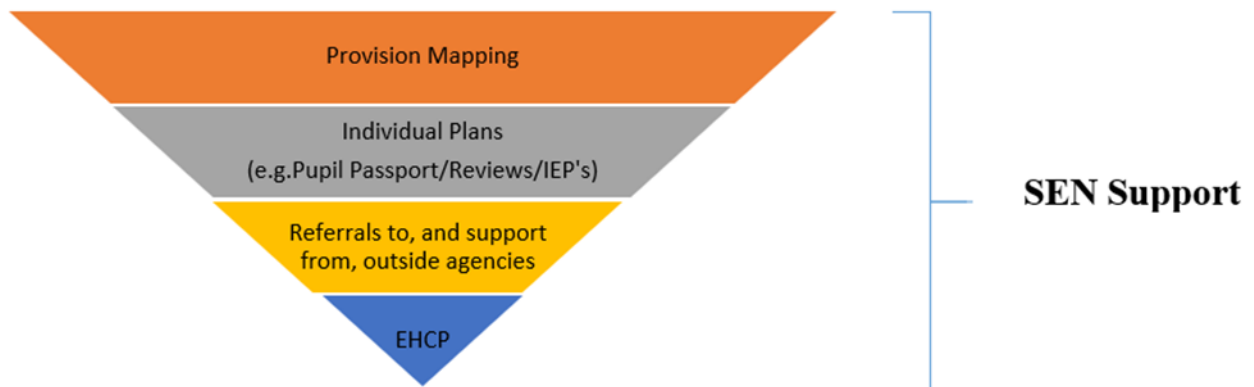 Provision Mapping
Individual Plans
(e.g.Pupil Passport/Reviews/IEP's)
Referrals to, and support
from, outside agencies
EHCP
SEN Support